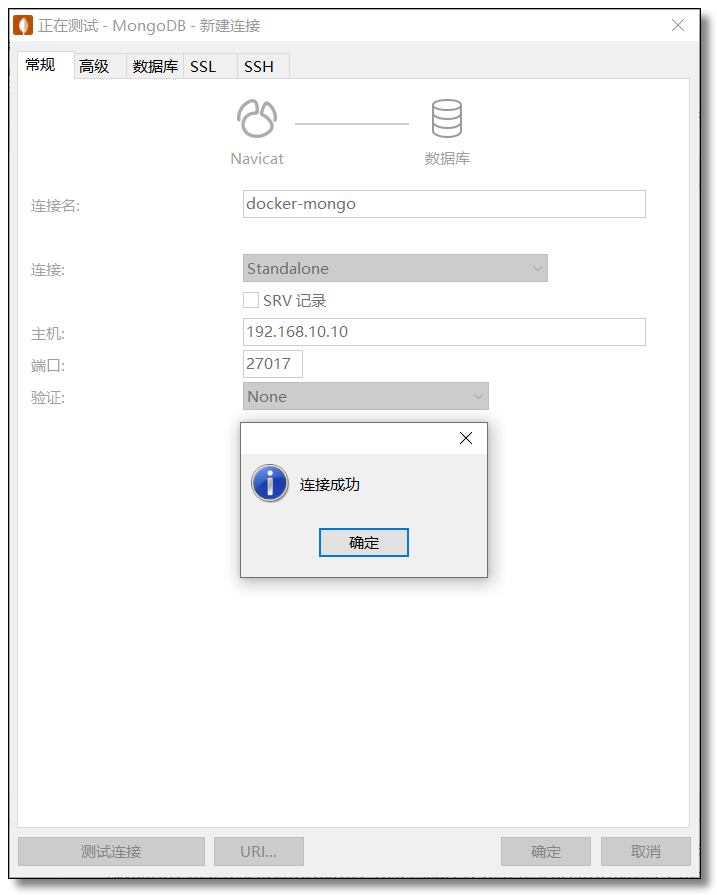 正在测试 - MongoDB - 新建连接
常规 高级 数据库 SSL SSH
Navicat 数据库
连接名: docker-mongo
连接: Standalone
SRV 记录
主机: 192.168.10.10
端口: 27017
验证: None
连接成功
确定
测试连接 URI... 确定 取消